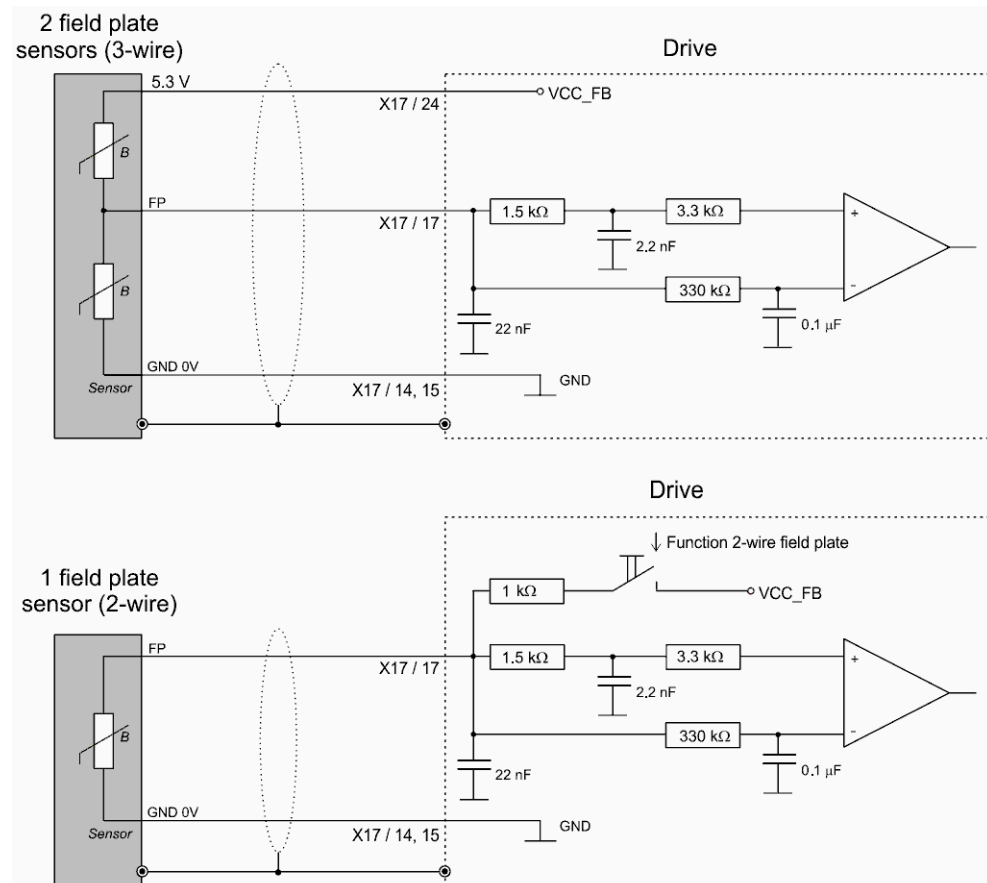 2 field plate
sensors (3-wire)
Drive
5.3 V
X17 / 24
VCC_FB
B
FP
X17 / 17
1.5 kΩ
3.3 kΩ
+
2.2 nF
B
330 kΩ
-
22 nF
0.1 µF
GND 0V
Sensor
X17 / 14, 15
GND
Drive
Function 2-wire field plate
1 field plate
sensor (2-wire)
1 kΩ
VCC_FB
FP
X17 / 17
1.5 kΩ
3.3 kΩ
+
2.2 nF
B
330 kΩ
-
22 nF
0.1 µF
GND 0V
Sensor
X17 / 14, 15
GND